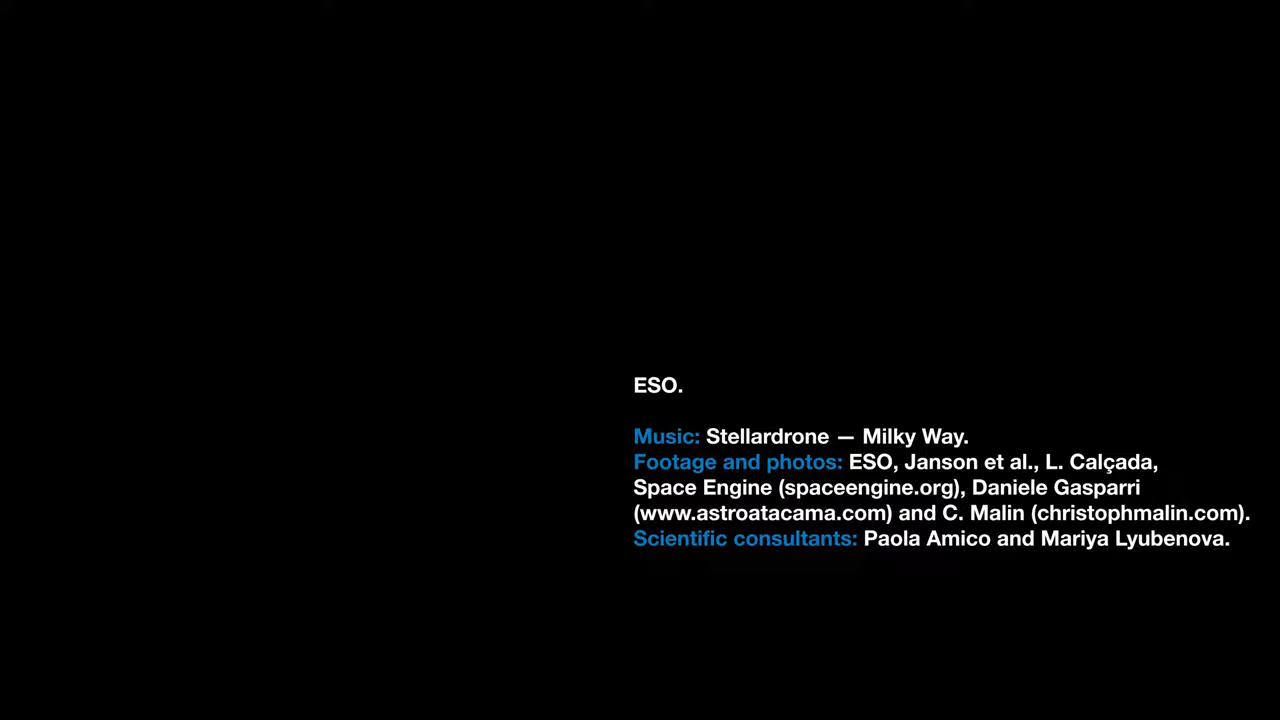 ESO.
Music: Stellardrone — Milky Way.
Footage and photos: ESO, Janson et al., L. Calçada,
Space Engine (spaceengine.org), Daniele Gasparri
(www.astroatacama.com) and C. Malin (christophmalin.com).
Scientific consultants: Paola Amico and Mariya Lyubenova.